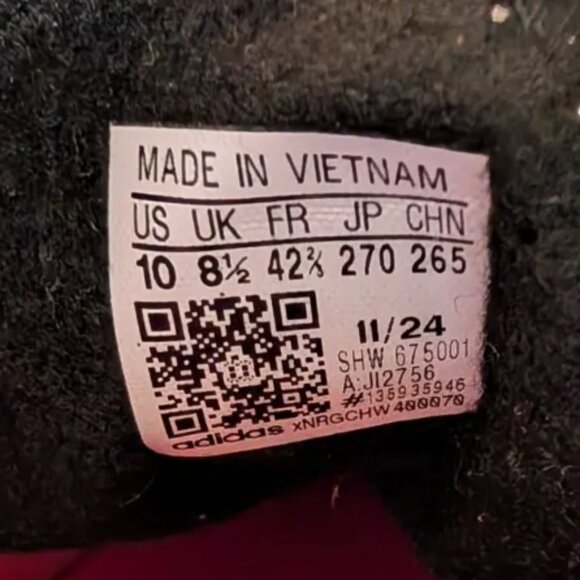 MADE IN VIETNAM
US UK FR JP CHN
10 8½ 42⅔ 270 265
11/24
SHW 675001
A:JI2756
#135935946
adidas xNRGCHW400070